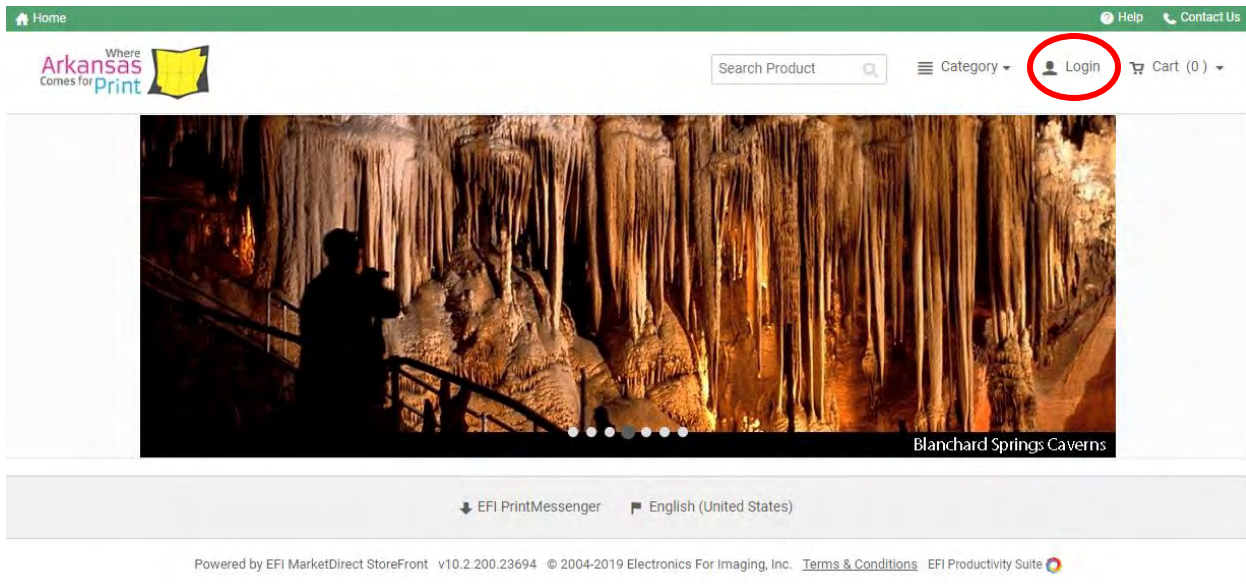 Home
Help Contact Us
Where
Arkansas
Comes for Print
Search Product Category Login Cart (0 )
Blanchard Springs Caverns
EFI PrintMessenger English (United States)
Powered by EFI MarketDirect StoreFront v10.2.200.23694 © 2004-2019 Electronics For Imaging, Inc. Terms & Conditions EFI Productivity Suite